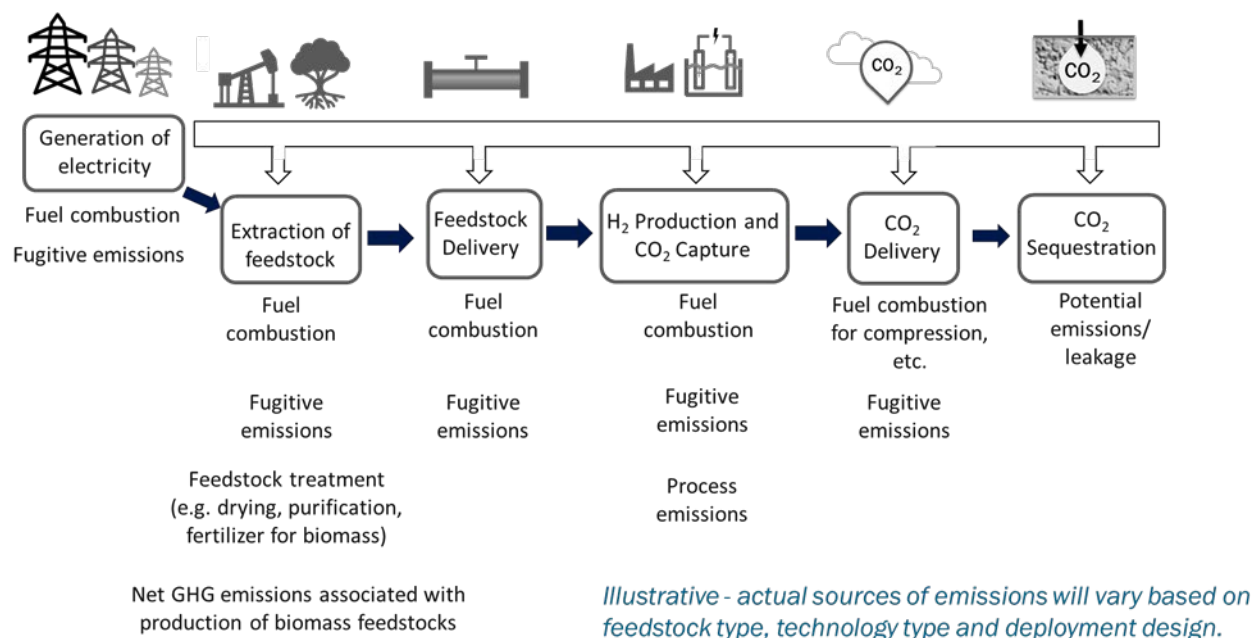 CO₂
CO₂
Generation of
electricity
Fuel combustion
Fugitive emissions
Extraction of
feedstock
Fuel
combustion
Fugitive
emissions
Feedstock treatment
(e.g. drying, purification,
fertilizer for biomass)
Net GHG emissions associated with
production of biomass feedstocks
Feedstock
Delivery
Fuel
combustion
Fugitive
emissions
H₂ Production and
CO₂ Capture
Fuel
combustion
Fugitive
emissions
Process
emissions
CO₂
Delivery
Fuel combustion
for compression,
etc.
Fugitive
emissions
CO₂
Sequestration
Potential
emissions/
leakage
Illustrative - actual sources of emissions will vary based on
feedstock type, technology type and deployment design.